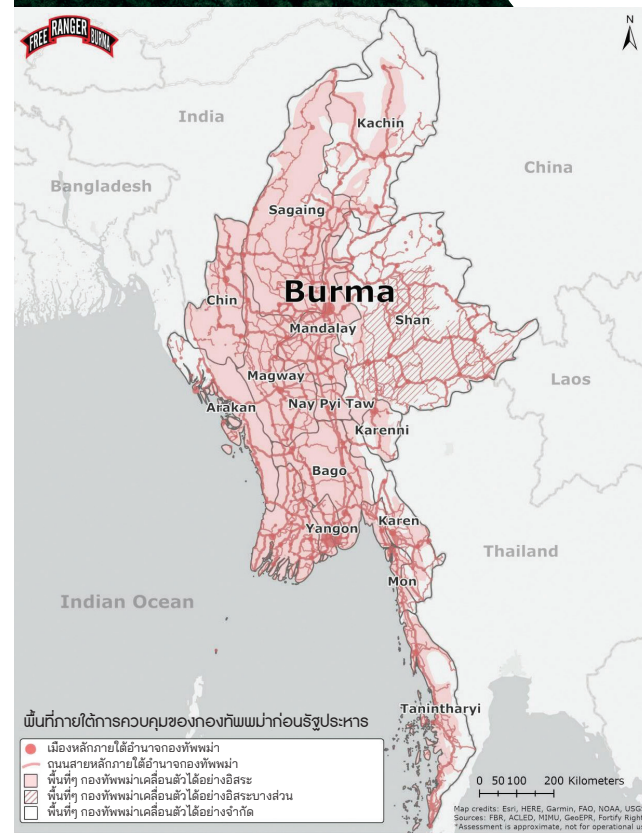 FREE RANGER BURMA
N
India
Kachin
China
Bangladesh
Sagaing
Burma
Chin
Mandalay
Shan
Magway
Laos
Arakan
Nay Pyi Taw
Karenni
Bago
Yangon
Karen
Thailand
Mon
Indian Ocean
Tanintharyi
พื้นที่ภายใต้การควบคุมของกองทัพพม่าก่อนรัฐประหาร
เมืองหลักภายใต้อำนาจกองทัพพม่า
ถนนสายหลักภายใต้อำนาจกองทัพพม่า
พื้นที่ๆ กองทัพพม่าเคลื่อนตัวได้อย่างอิสระ
พื้นที่ๆ กองทัพพม่าเคลื่อนตัวได้อย่างอิสระบางส่วน
พื้นที่ๆ กองทัพพม่าเคลื่อนตัวได้อย่างจำกัด
0 50 100 200 Kilometers
Map credits: Esri, HERE, Garmin, FAO, NOAA, USG
Sources: FBR, ACLED, MIMU, GeoEPR, Fortify Righ
*Assessment is approximate, not for operational u